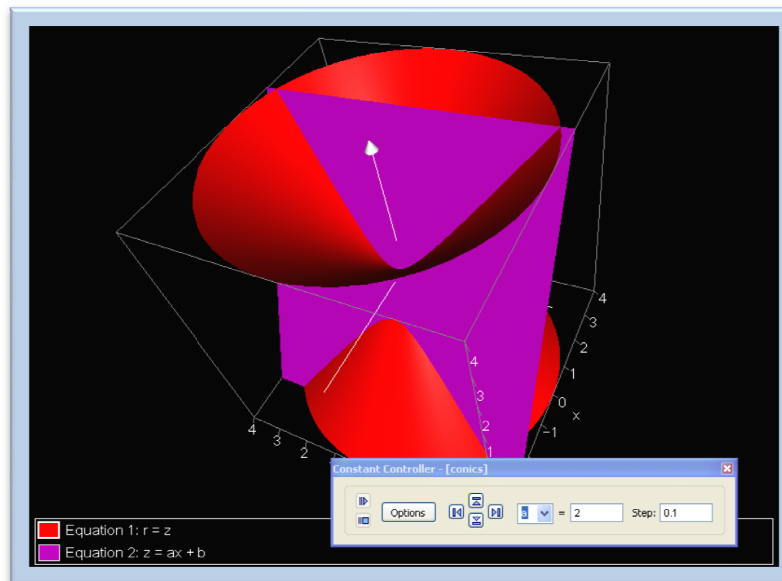 4
3
2
1
0
-1
x
4
3
2
4
3
2
1
Constant Controller - [conics]
Options
a = 2 Step: 0.1
Equation 1: r = z
Equation 2: z = ax + b